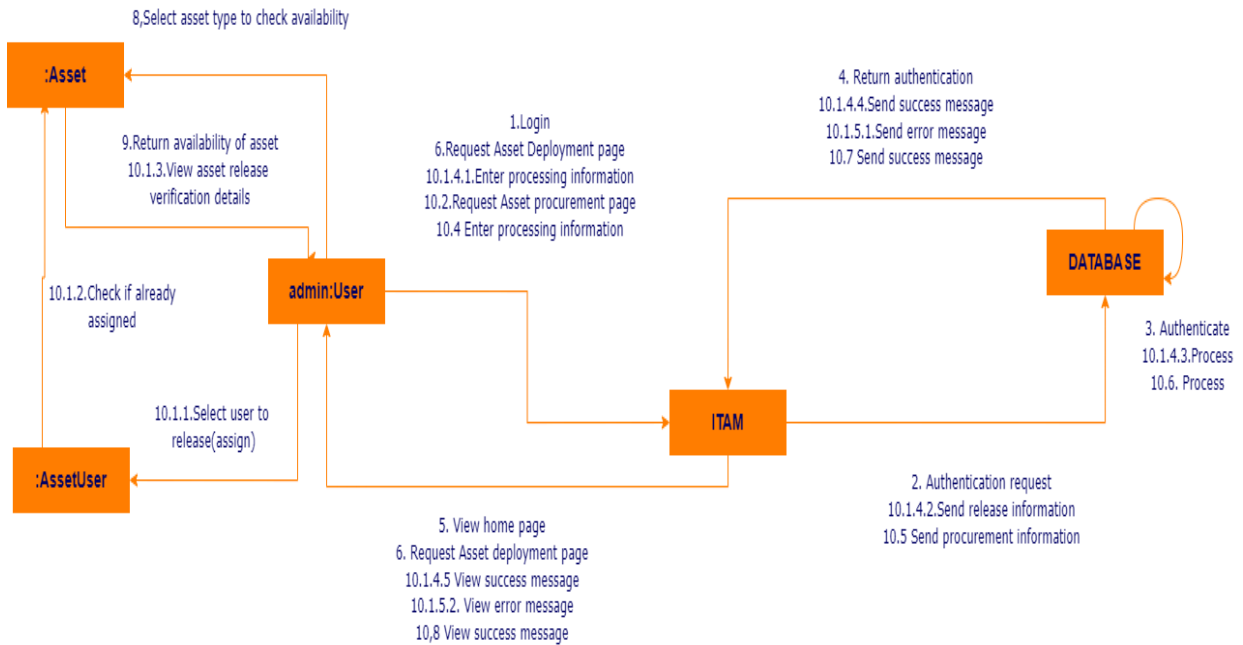 8,Select asset type to check availability
:Asset
9.Return availability of asset
10.1.3.View asset release
verification details
1.Login
6.Request Asset Deployment page
10.1.4.1.Enter processing information
10.2.Request Asset procurement page
10.4 Enter processing information
4. Return authentication
10.1.4.4.Send success message
10.1.5.1.Send error message
10.7 Send success message
DATABASE
admin:User
10.1.2.Check if already
assigned
3. Authenticate
10.1.4.3.Process
10.6. Process
10.1.1.Select user to
release(assign)
ITAM
:AssetUser
2. Authentication request
10.1.4.2.Send release information
10.5 Send procurement information
5. View home page
6. Request Asset deployment page
10.1.4.5 View success message
10.1.5.2. View error message
10,8 View success message